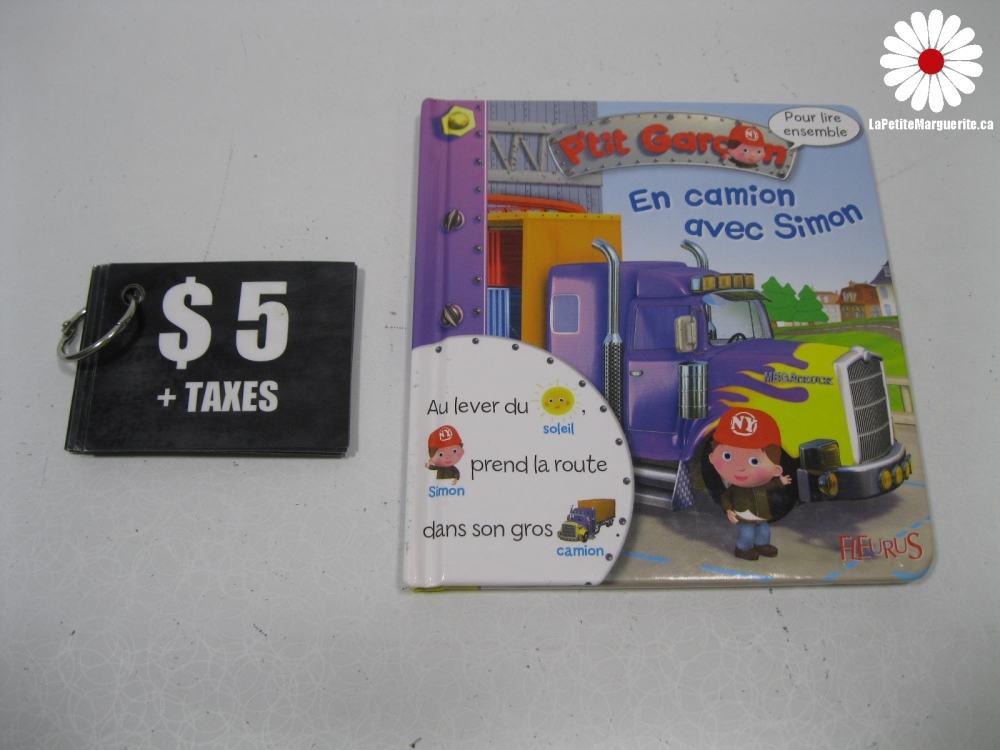 LaPetiteMarguerite.ca
$ 5
+ TAXES
P'tit Garçon
Pour lire
ensemble
En camion
avec Simon
Au lever du ,
soleil
prend la route
Simon
dans son gros .
camion
NY
FLEURUS